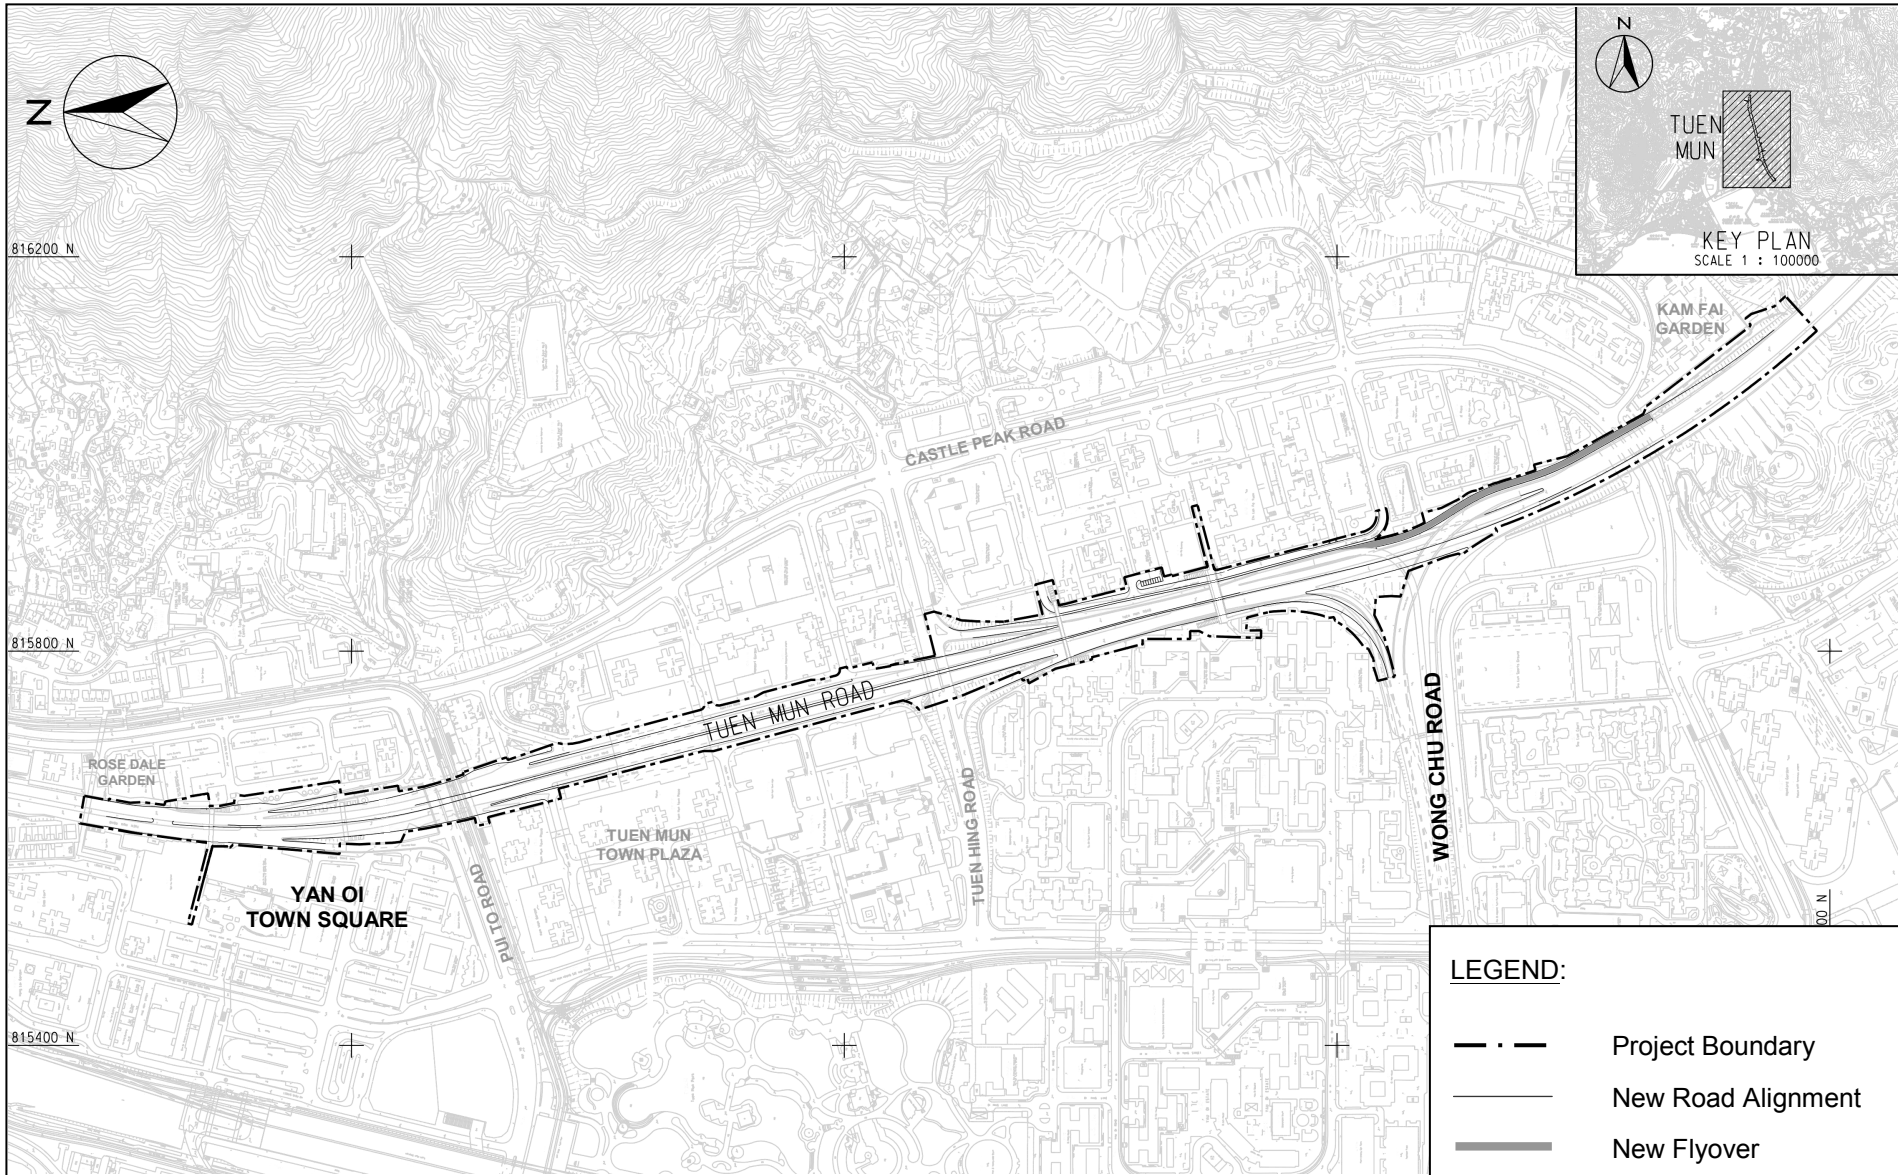 N
N
TUEN
MUN
KEY PLAN
SCALE 1 : 100000
816200 N
KAM FAI
GARDEN
CASTLE PEAK ROAD
815800 N
TUEN MUN ROAD
ROSE DALE
GARDEN
WONG CHU ROAD
TUEN HING ROAD
TUEN MUN
TOWN PLAZA
PUI TO ROAD
YAN OI
TOWN SQUARE
00 N
815400 N
LEGEND:
Project Boundary
New Road Alignment
New Flyover